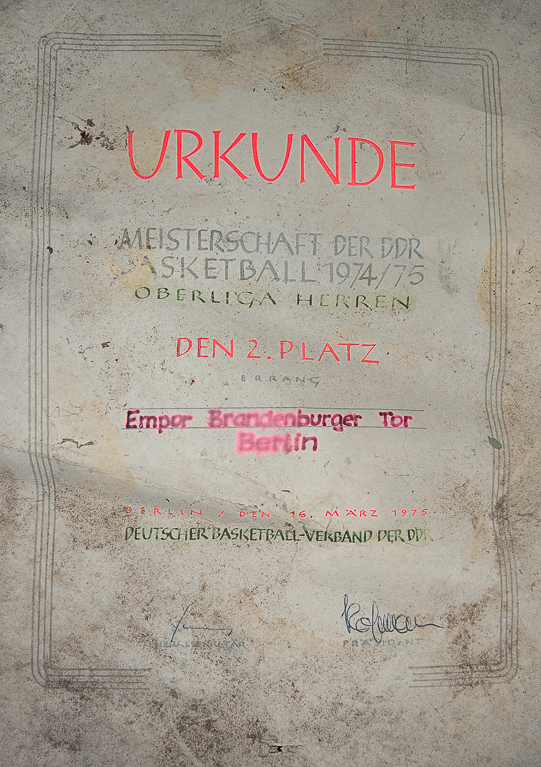 URKUNDE
MEISTERSCHAFT DER DDR
BASKETBALL 1974/75
OBERLIGA HERREN
DEN 2. PLATZ
ERRANG
Empor Brandenburger Tor
Berlin
BERLIN / DEN 16. MÄRZ 1975
DEUTSCHER BASKETBALL-VERBAND DER DDR
GENERALSEKRETÄR PRÄSIDENT